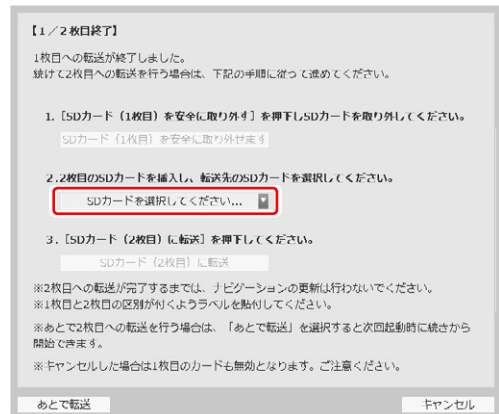 【1／2枚目終了】
1枚目への転送が終了しました。
続けて2枚目への転送を行う場合は、下記の手順に従って進めてください。
1.［SDカード（1枚目）を安全に取り外す］を押下しSDカードを取り外してください。
SDカード（1枚目）を安全に取り外せます
2.2枚目のSDカードを挿入し、転送先のSDカードを選択してください。
SDカードを選択してください...
3.［SDカード（2枚目）に転送］を押下してください。
SDカード（2枚目）に転送
※2枚目への転送が完了するまでは、ナビゲーションの更新は行わないでください。
※1枚目と2枚目の区別が付くようラベルを貼付してください。
※あとで2枚目への転送を行う場合は、「あとで転送」を選択すると次回起動時に続きから
開始できます。
※キャンセルした場合は1枚目のカードも無効となります。ご注意ください。
あとで転送
キャンセル